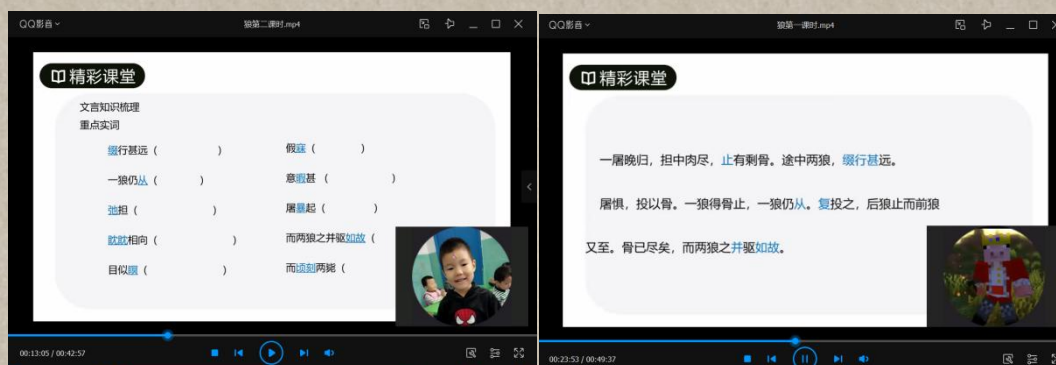 QQ影音
狼第二课时.mp4
精彩课堂
文言知识梳理
重点实词
缀行甚远（ ） 假寐（ ）
一狼仍从（ ） 意暇甚（ ）
弛担（ ） 屠暴起（ ）
眈眈相向（ ） 而两狼之并驱如故（
目似瞑（ ） 而顷刻两毙（
00:13:05 / 00:42:57
QQ影音
狼第一课时.mp4
精彩课堂
一屠晚归，担中肉尽，止有剩骨。途中两狼，缀行甚远。
屠惧，投以骨。一狼得骨止，一狼仍从。复投之，后狼止而前狼
又至。骨已尽矣，而两狼之并驱如故。
00:23:53 / 00:49:37